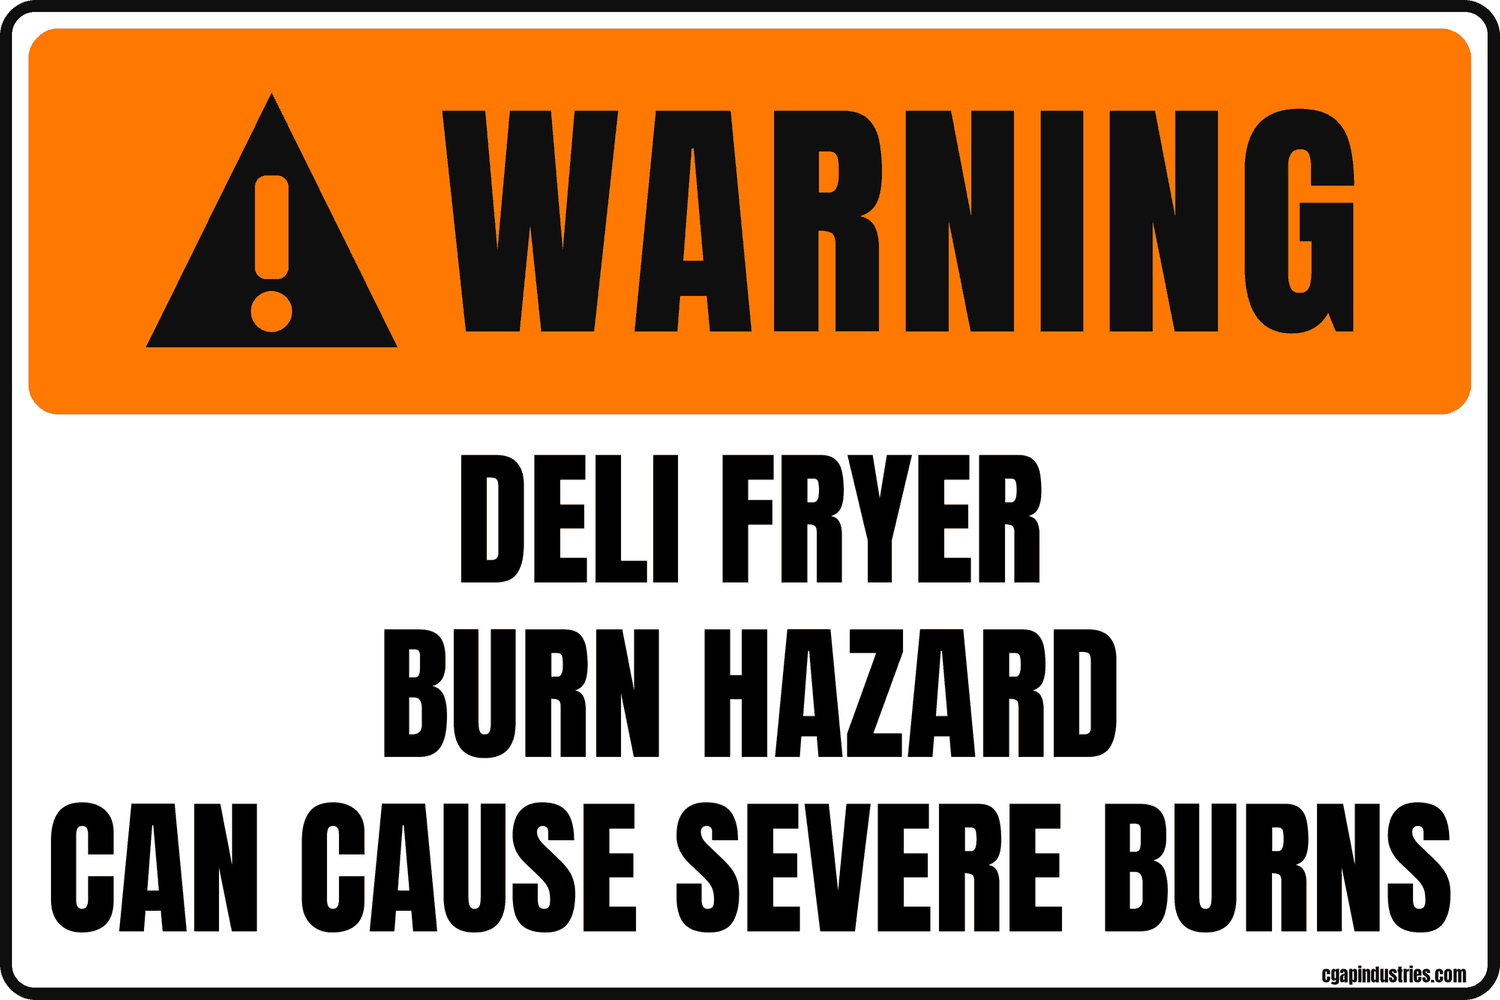 WARNING
DELI FRYER
BURN HAZARD
CAN CAUSE SEVERE BURNS
cgapindustries.com